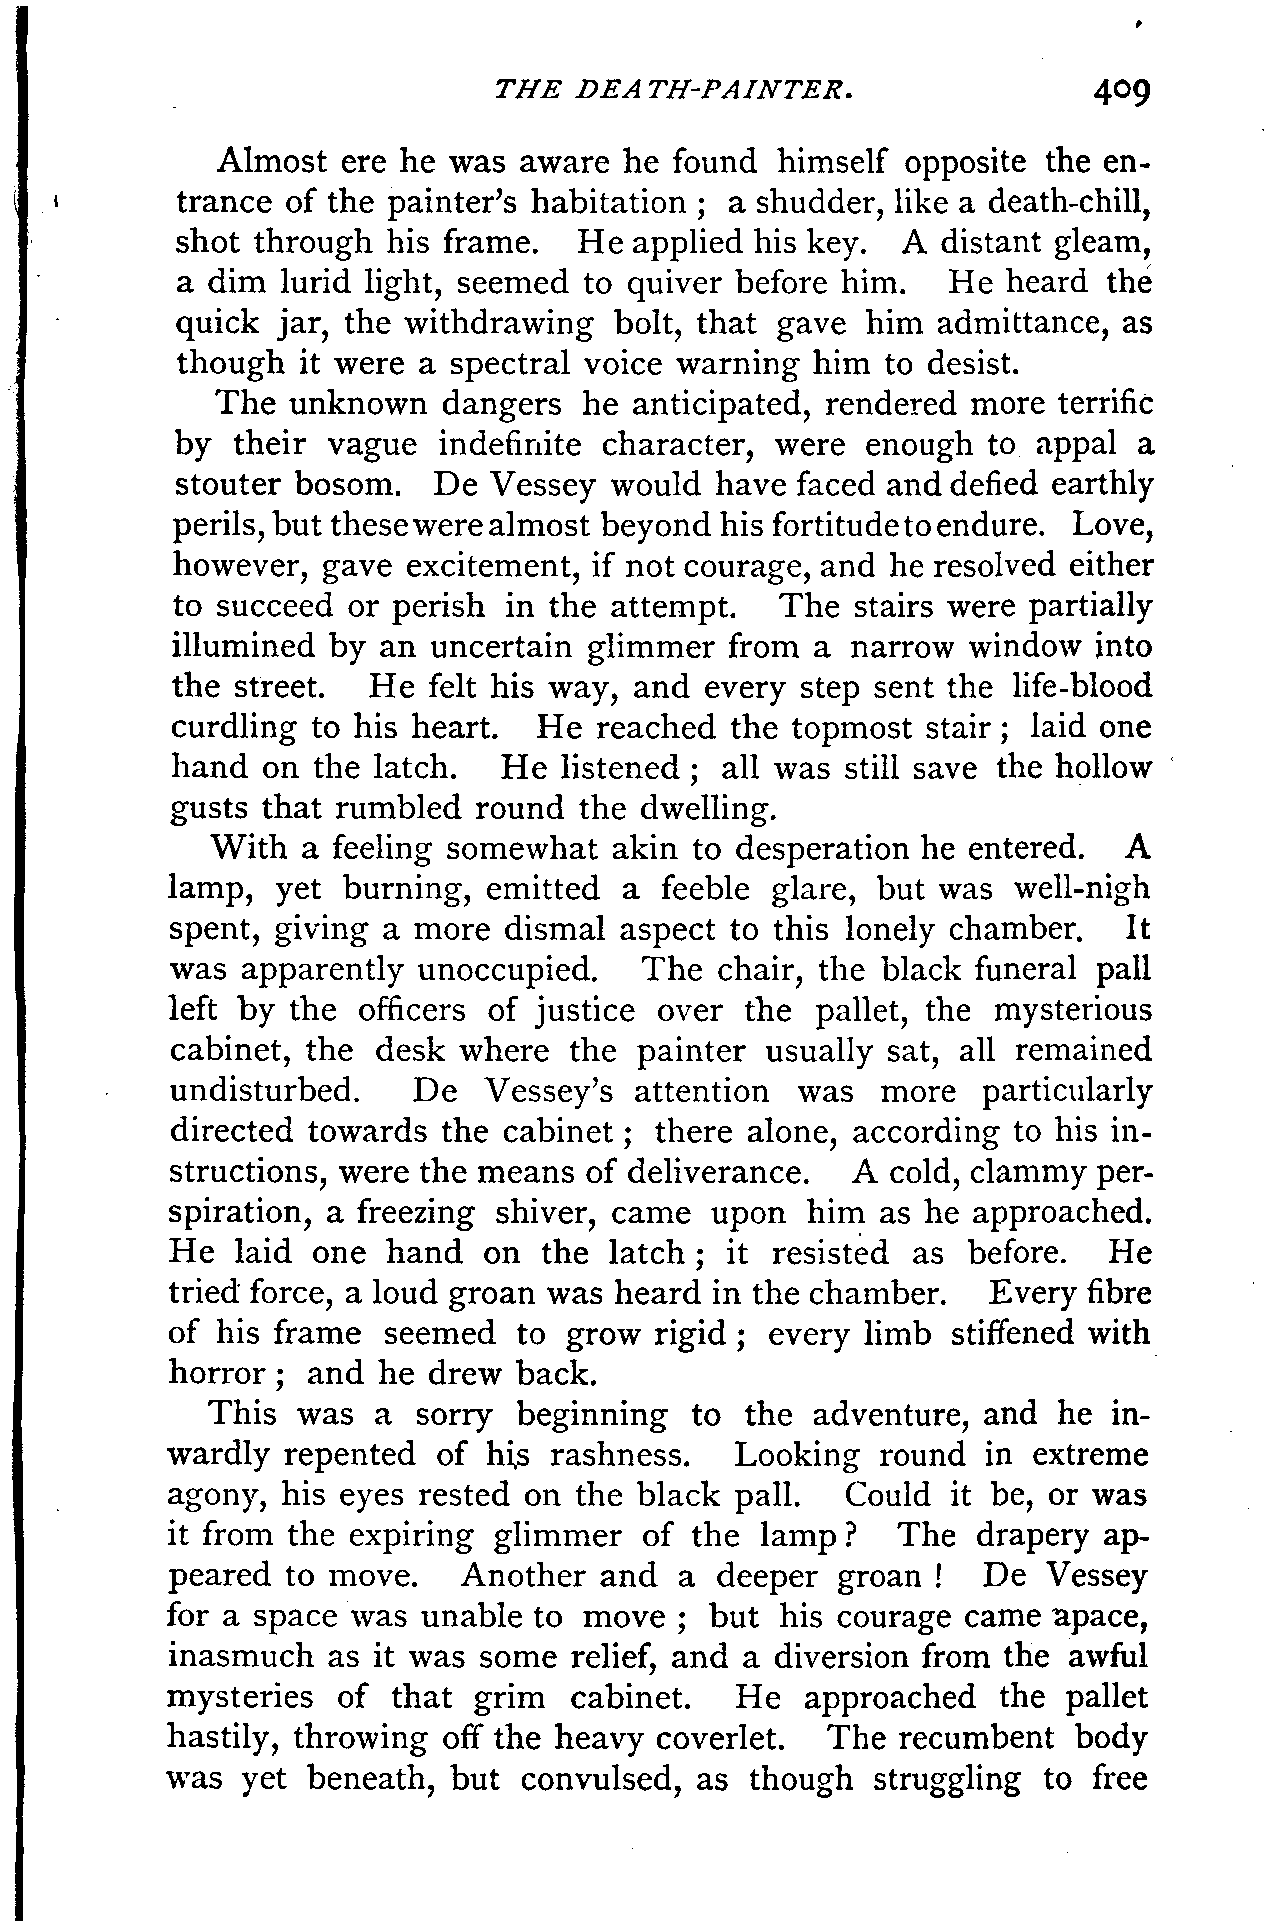 THE DEATH-PAINTER. 409
Almost ere he was aware he found himself opposite the en-
trance of the painter's habitation ; a shudder, like a death-chill,
shot through his frame. He applied his key. A distant gleam,
a dim lurid light, seemed to quiver before him. He heard the
quick jar, the withdrawing bolt, that gave him admittance, as
though it were a spectral voice warning him to desist.
The unknown dangers he anticipated, rendered more terrific
by their vague indefinite character, were enough to appal a
stouter bosom. De Vessey would have faced and defied earthly
perils, but these were almost beyond his fortitude to endure. Love,
however, gave excitement, if not courage, and he resolved either
to succeed or perish in the attempt. The stairs were partially
illumined by an uncertain glimmer from a narrow window into
the street. He felt his way, and every step sent the life-blood
curdling to his heart. He reached the topmost stair ; laid one
hand on the latch. He listened ; all was still save the hollow
gusts that rumbled round the dwelling.
With a feeling somewhat akin to desperation he entered. A
lamp, yet burning, emitted a feeble glare, but was well-nigh
spent, giving a more dismal aspect to this lonely chamber. It
was apparently unoccupied. The chair, the black funeral pall
left by the officers of justice over the pallet, the mysterious
cabinet, the desk where the painter usually sat, all remained
undisturbed. De Vessey's attention was more particularly
directed towards the cabinet ; there alone, according to his in-
structions, were the means of deliverance. A cold, clammy per-
spiration, a freezing shiver, came upon him as he approached.
He laid one hand on the latch ; it resisted as before. He
tried force, a loud groan was heard in the chamber. Every fibre
of his frame seemed to grow rigid ; every limb stiffened with
horror ; and he drew back.
This was a sorry beginning to the adventure, and he in-
wardly repented of his rashness. Looking round in extreme
agony, his eyes rested on the black pall. Could it be, or was
it from the expiring glimmer of the lamp ? The drapery ap-
peared to move. Another and a deeper groan ! De Vessey
for a space was unable to move ; but his courage came apace,
inasmuch as it was some relief, and a diversion from the awful
mysteries of that grim cabinet. He approached the pallet
hastily, throwing off the heavy coverlet. The recumbent body
was yet beneath, but convulsed, as though struggling to free